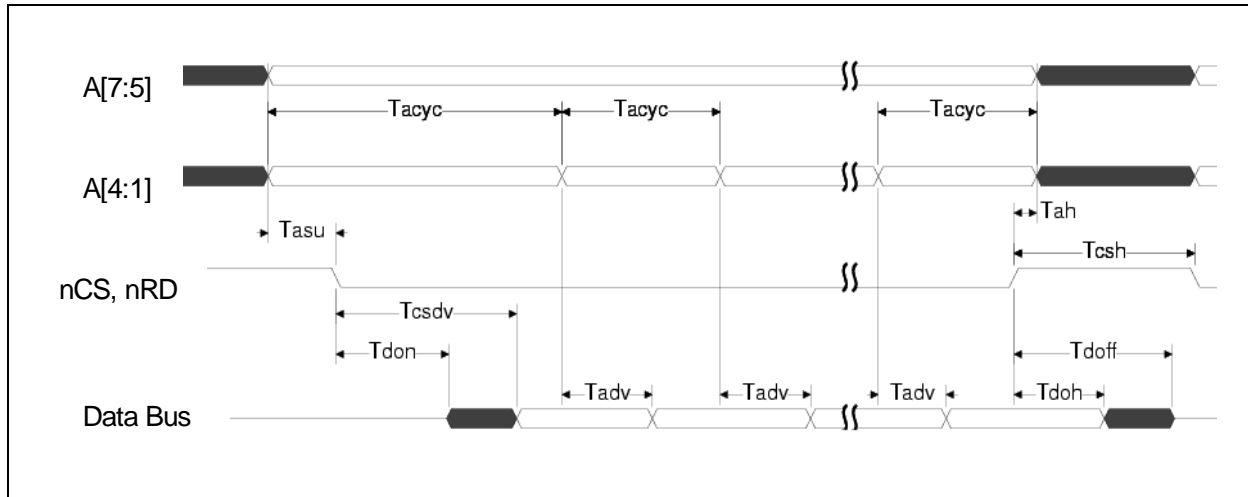 A[7:5]
Tacyc Tacyc Tacyc
A[4:1]
Tah
Tasu
Tcsh
nCS, nRD
Tcsdv
Tdon Tdoff
Tadv Tadv Tadv Tdoh
Data Bus